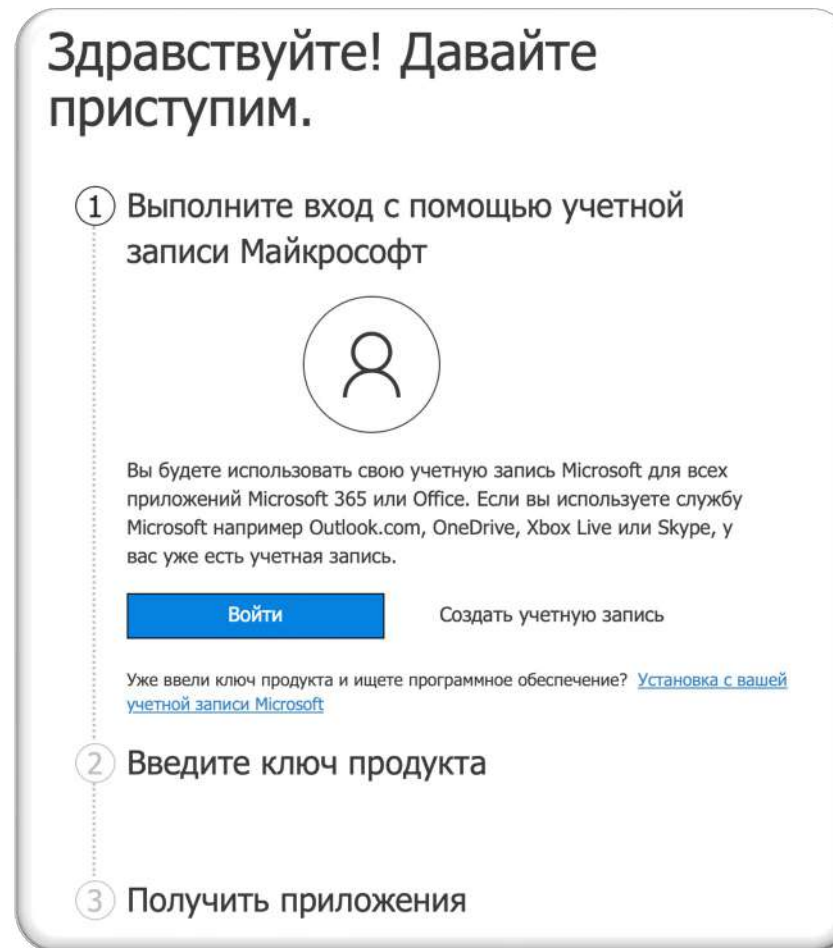 Здравствуйте! Давайте
приступим.
1 Выполните вход с помощью учетной
записи Майкрософт
Вы будете использовать свою учетную запись Microsoft для всех
приложений Microsoft 365 или Office. Если вы используете службу
Microsoft например Outlook.com, OneDrive, Xbox Live или Skype, у
вас уже есть учетная запись.
Войти Создать учетную запись
Уже ввели ключ продукта и ищете программное обеспечение? Установка с вашей
учетной записи Microsoft
2 Введите ключ продукта
3 Получить приложения